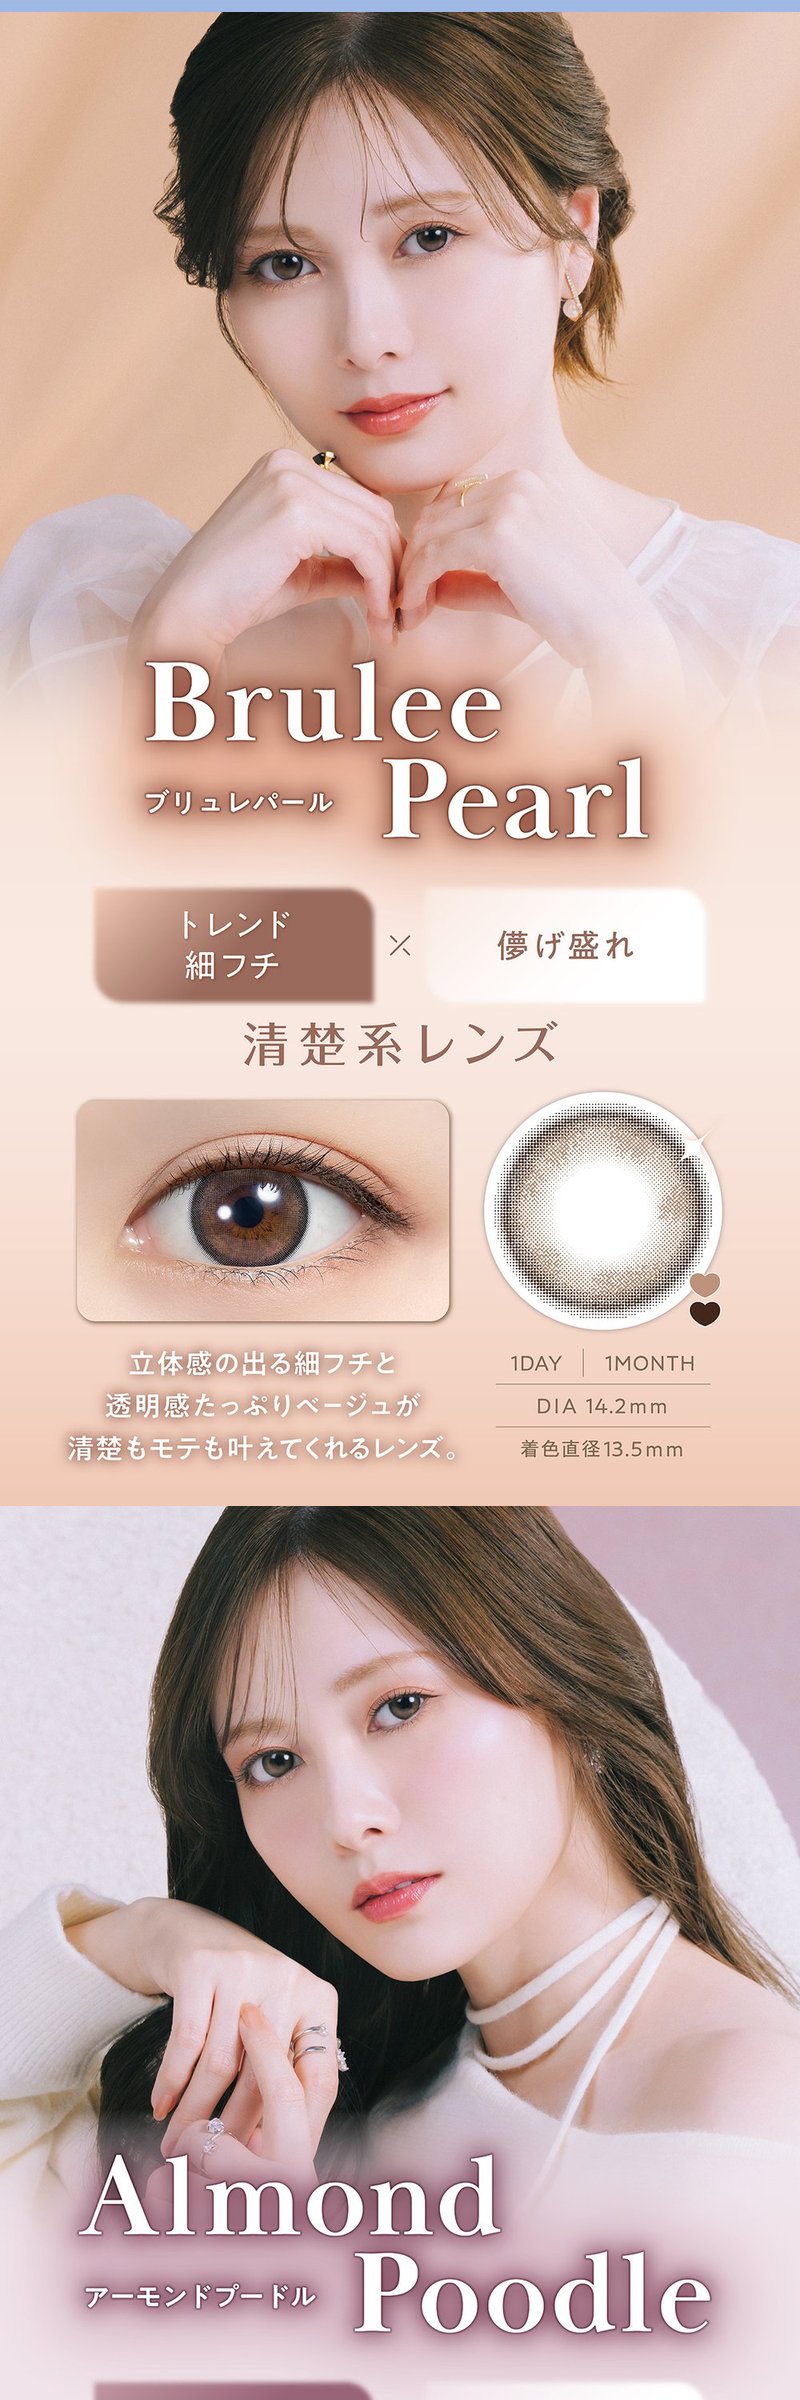 Brulee
Pearl
ブリュレパール
トレンド
細フチ
×
儚げ盛れ
清楚系レンズ
立体感の出る細フチと
透明感たっぷりベージュが
清楚もモテも叶えてくれるレンズ。
1DAY | 1MONTH
DIA 14.2mm
着色直径13.5mm
Almond
Poodle
アーモンドプードル